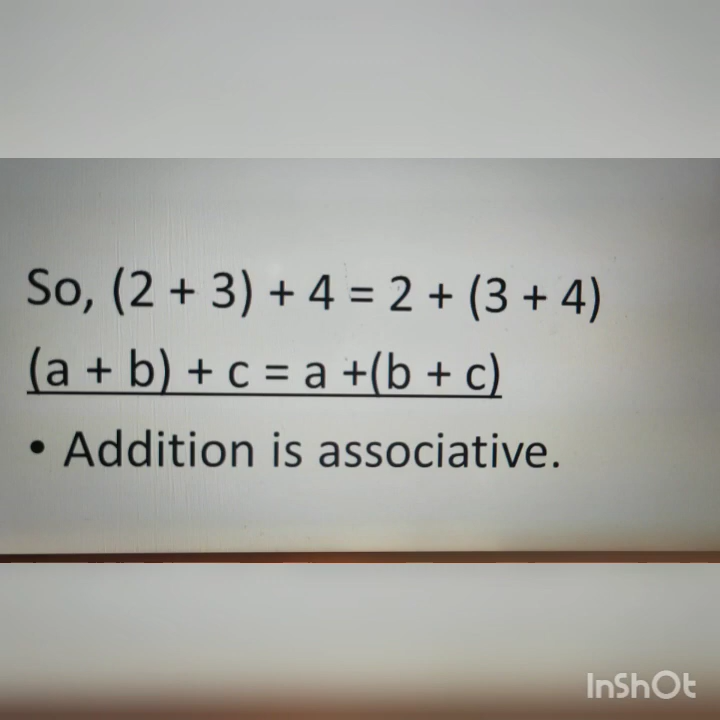 So, (2 + 3) + 4 = 2 + (3 + 4)
(a + b) + c = a +(b + c)
• Addition is associative.
InShOt